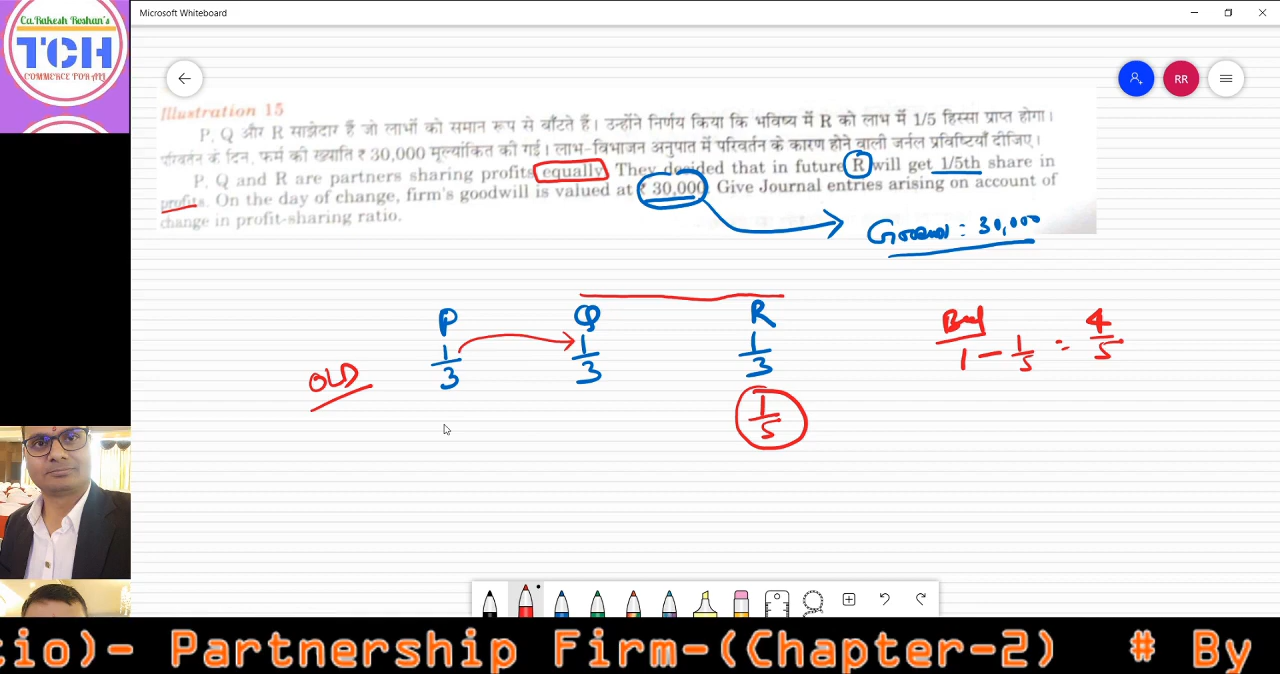 Microsoft Whiteboard
Ca.Rakesh Roshan's
TCH
COMMERCE FOR ALL
RR
Illustration 15
P, Q और R साझेदार हैं जो लाभों को समान रूप से बाँटते हैं। उन्होंने निर्णय किया कि भविष्य में R को लाभ में 1/5 हिस्सा प्राप्त होगा।
परिवर्तन के दिन, फर्म की ख्याति ₹ 30,000 मूल्यांकित की गई। लाभ-विभाजन अनुपात में परिवर्तन के कारण होने वाली जर्नल प्रविष्टियाँ दीजिए।
P, Q and R are partners sharing profits equally. They decided that in future R will get 1/5th share in
profits. On the day of change, firm's goodwill is valued at ₹ 30,000. Give Journal entries arising on account of
change in profit-sharing ratio.
= 30,000
P Q R
OLD 1/3 1/3 1/3
1/5
1 - 1/5 = 4/5
tio)- Partnership Firm-(Chapter-2) # By